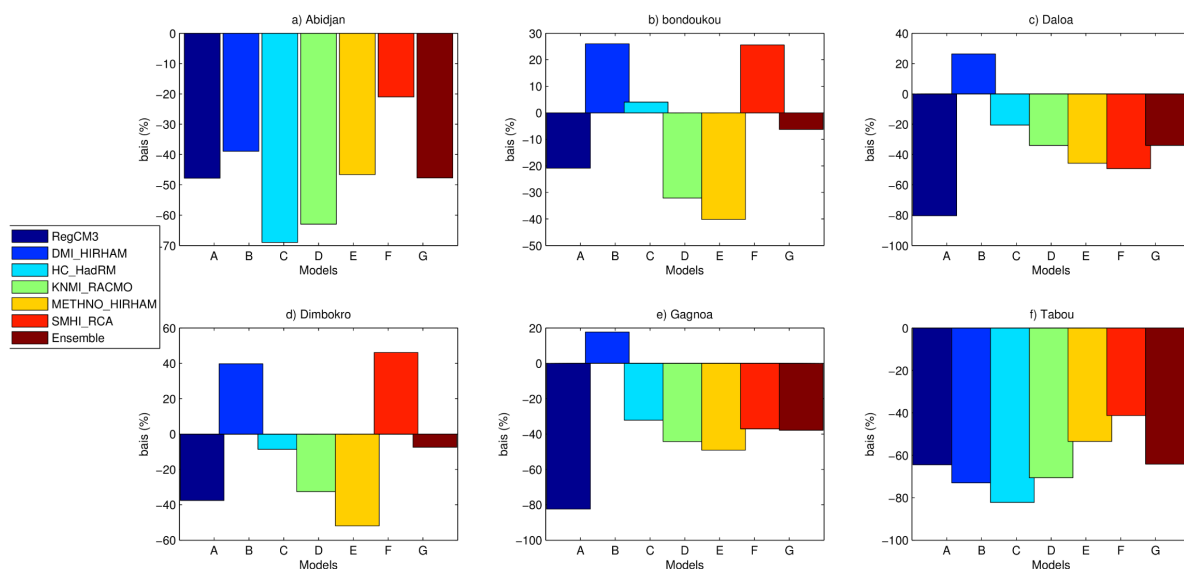 a) Abidjan
b) bondoukou
c) Daloa
0
−10
−20
−30
−40
−50
−60
−70
bais (%)
A B C D E F G
Models
30
20
10
0
−10
−20
−30
−40
−50
bais (%)
A B C D E F G
Models
40
20
0
−20
−40
−60
−80
−100
bais (%)
A B C D E F G
Models
RegCM3
DMI_HIRHAM
HC_HadRM
KNMI_RACMO
METHNO_HIRHAM
SMHI_RCA
Ensemble
d) Dimbokro
e) Gagnoa
f) Tabou
60
40
20
0
−20
−40
−60
bais (%)
A B C D E F G
Models
20
0
−20
−40
−60
−80
−100
bais (%)
A B C D E F G
Models
0
−20
−40
−60
−80
−100
bais (%)
A B C D E F G
Models